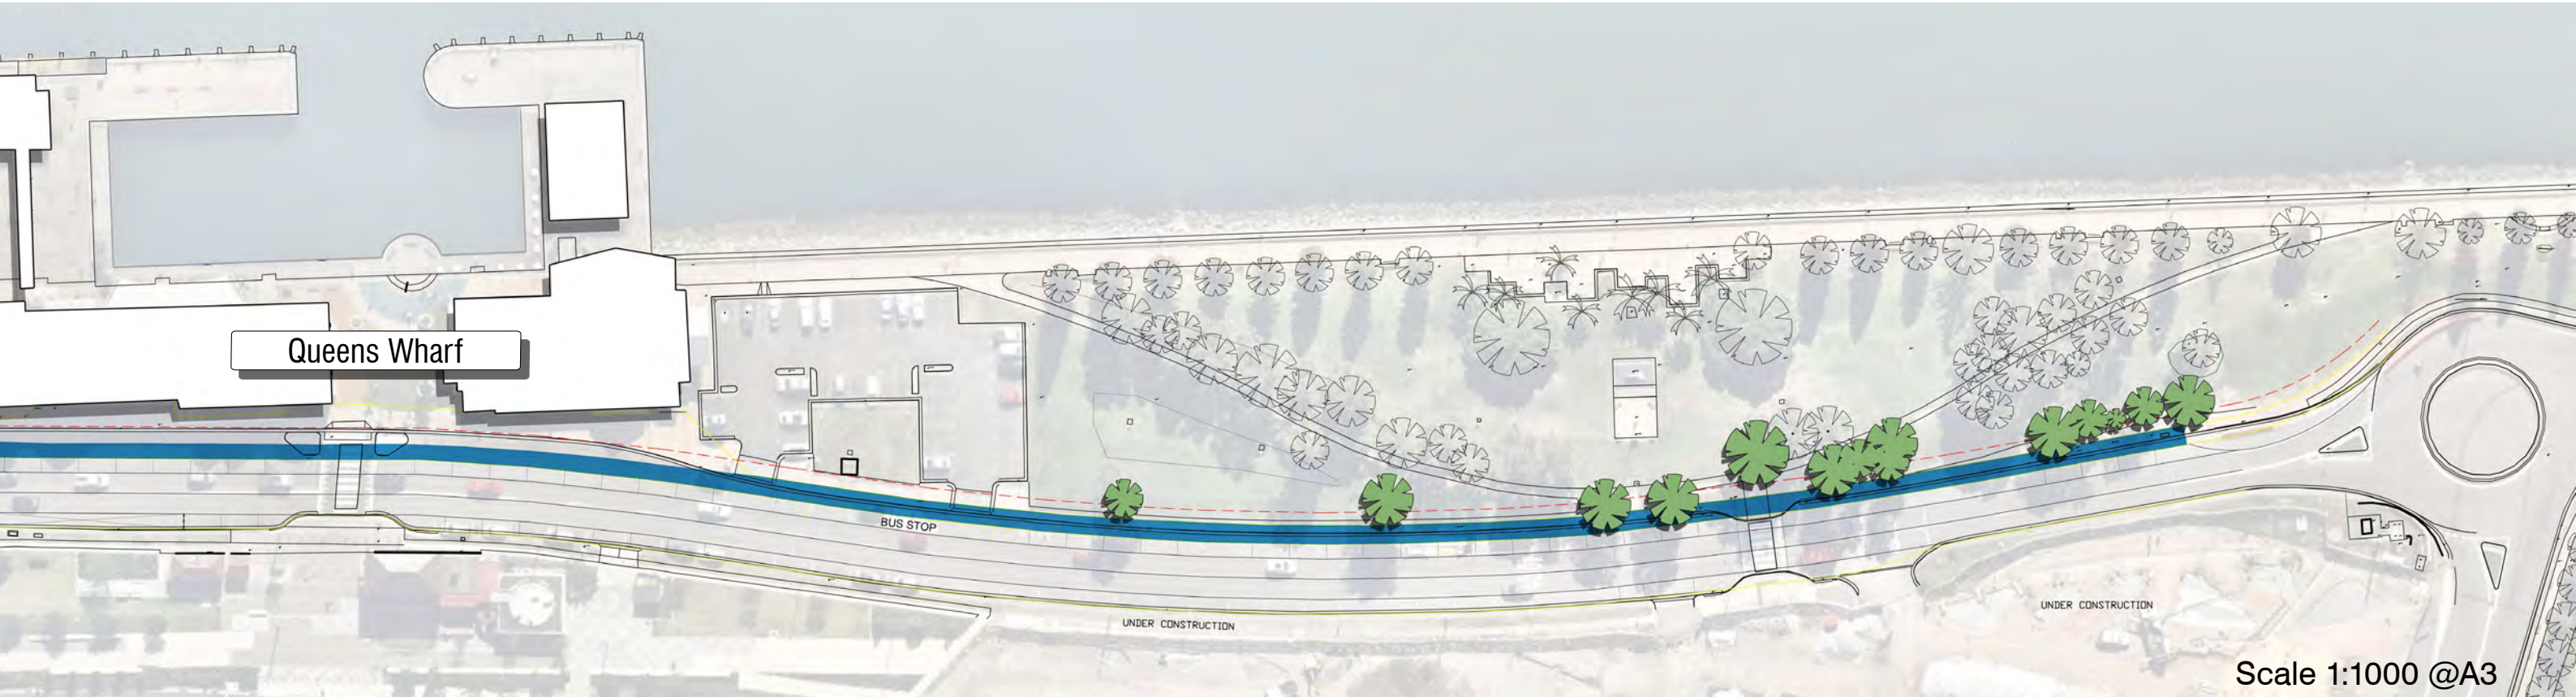 Queens Wharf
BUS STOP
UNDER CONSTRUCTION
UNDER CONSTRUCTION
Scale 1:1000 @A3